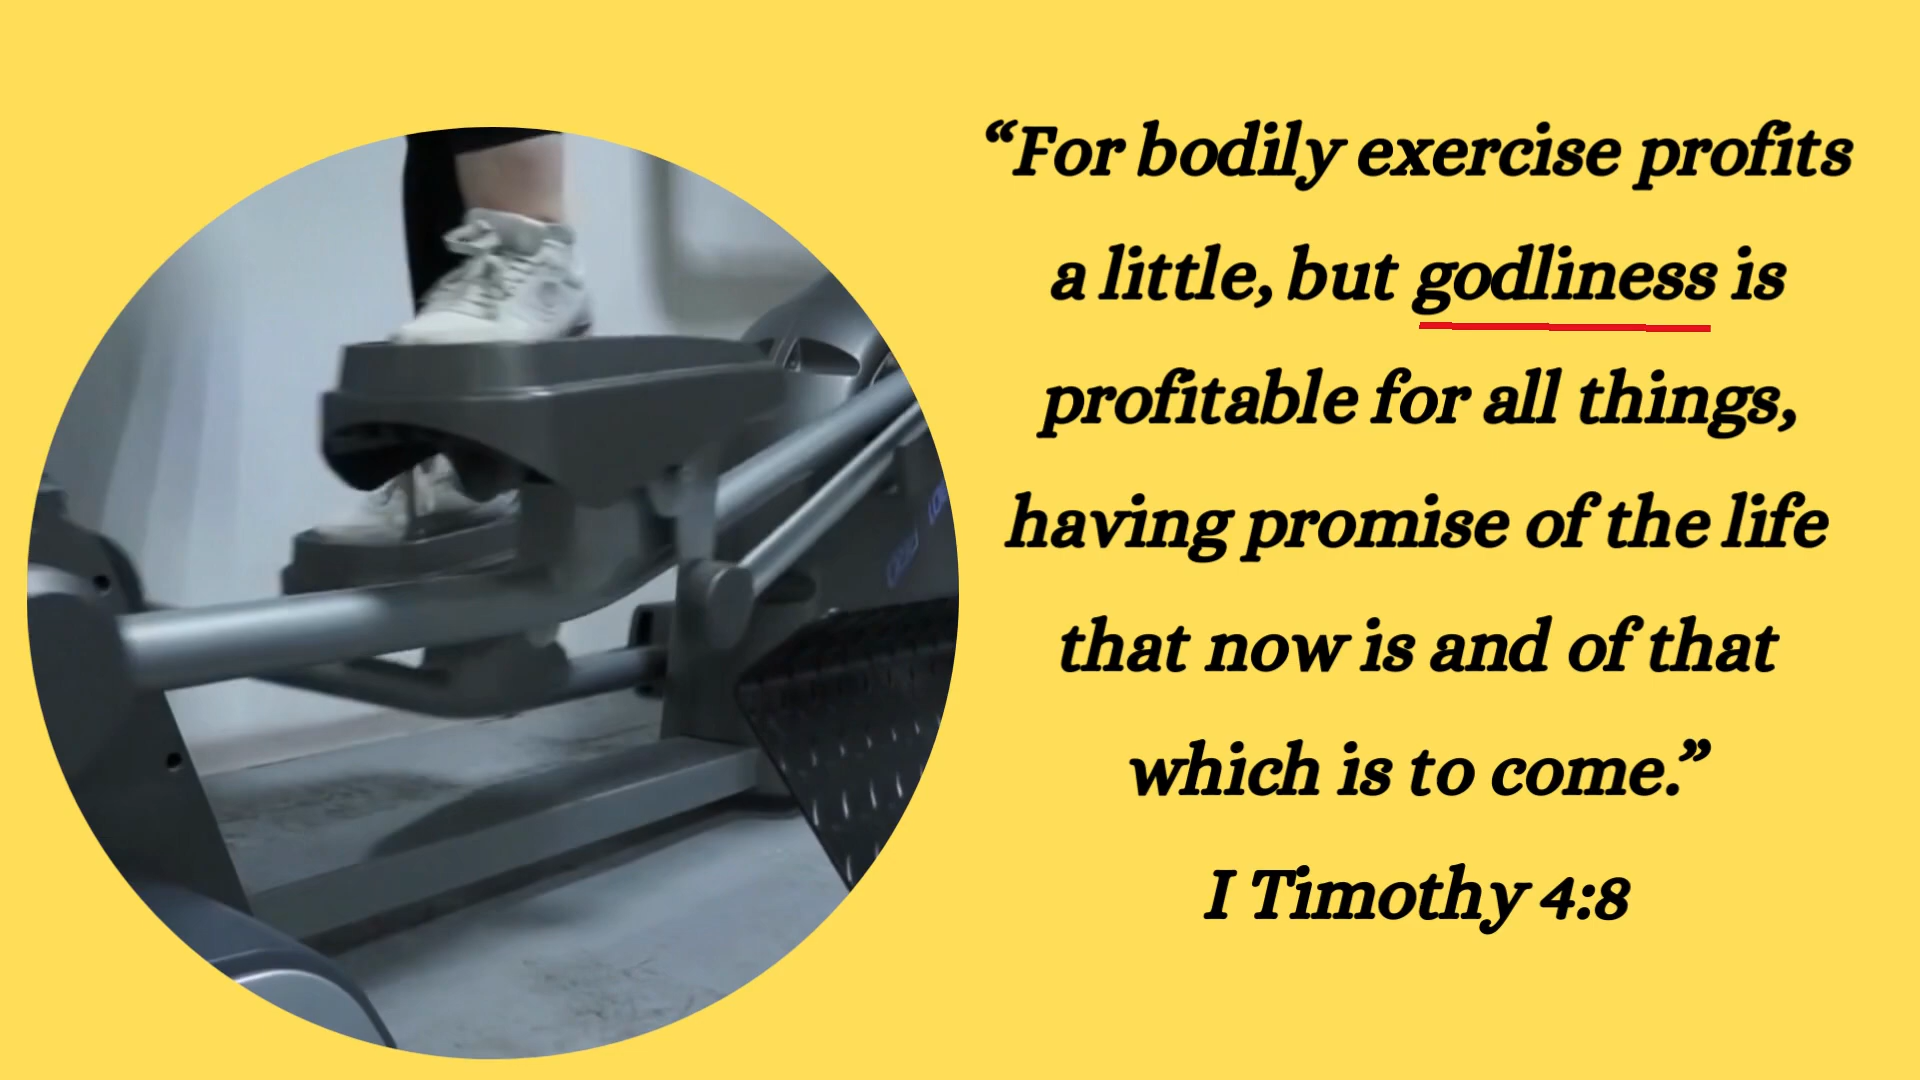 “For bodily exercise profits
a little, but godliness is
profitable for all things,
having promise of the life
that now is and of that
which is to come.”
I Timothy 4:8